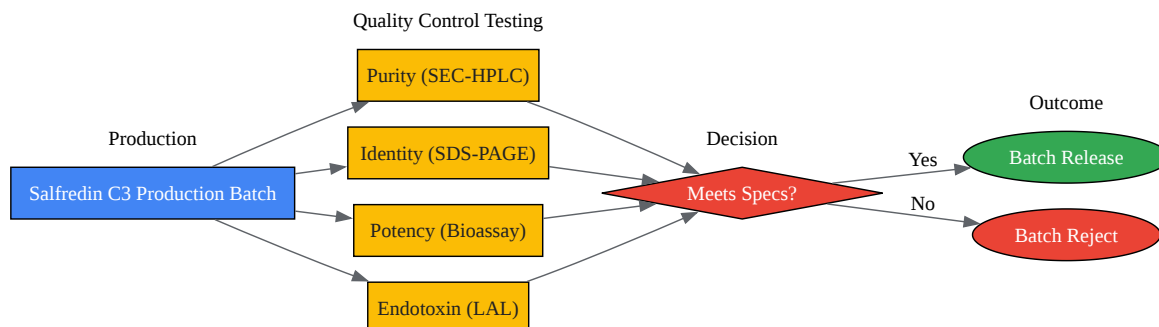 Production
Salfredin C3 Production Batch
Quality Control Testing
Purity (SEC-HPLC)
Identity (SDS-PAGE)
Potency (Bioassay)
Endotoxin (LAL)
Decision
Meets Specs?
Yes
No
Outcome
Batch Release
Batch Reject